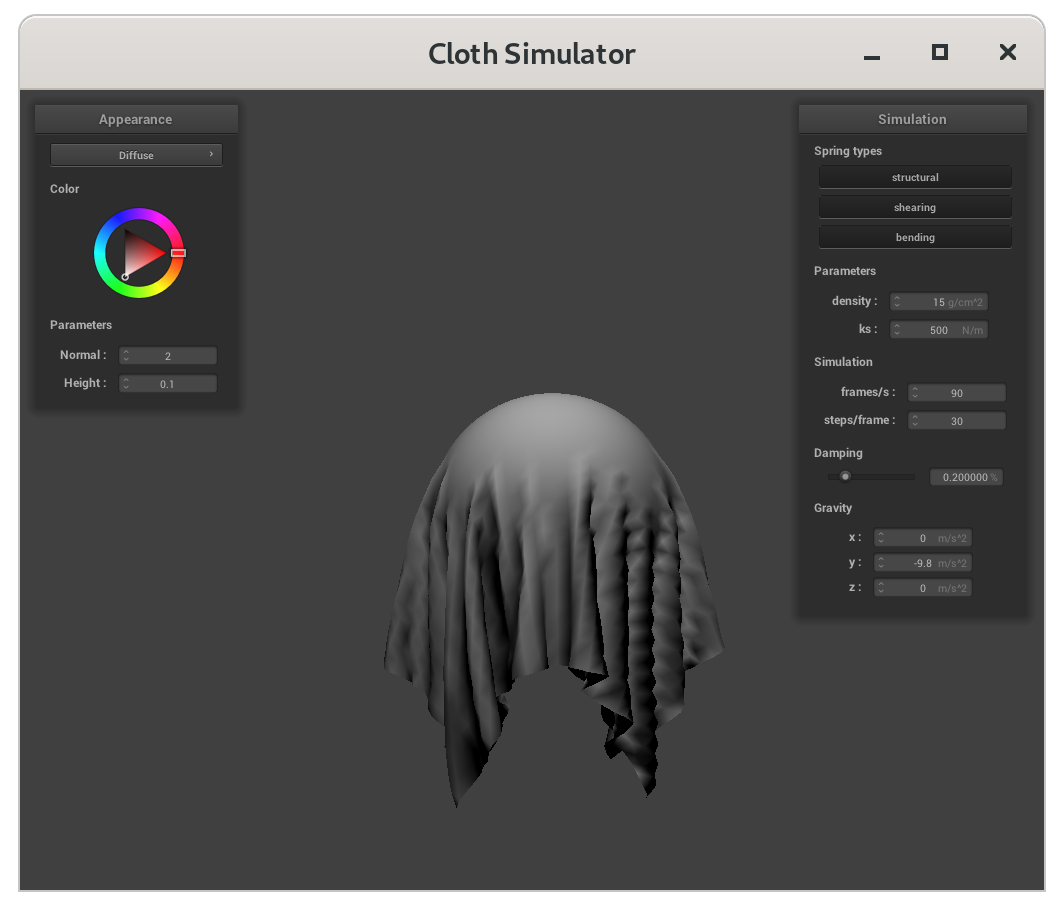 Cloth Simulator
Appearance
Diffuse
Color
Parameters
Normal : 2
Height : 0.1
Simulation
Spring types
structural
shearing
bending
Parameters
density : 15 g/cm^2
ks : 500 N/m
Simulation
frames/s : 90
steps/frame : 30
Damping
0.200000 %
Gravity
x : 0 m/s^2
y : -9.8 m/s^2
z : 0 m/s^2